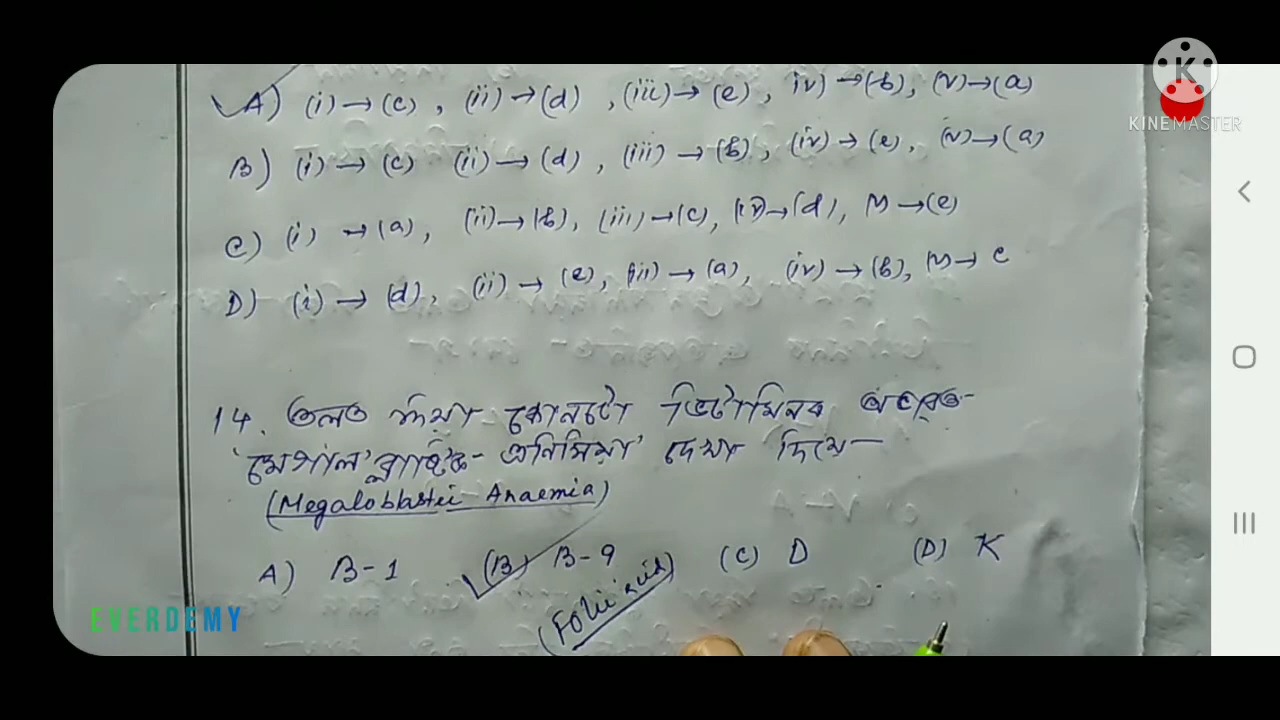 A) (i)→(c), (ii)→(d), (iii)→(e), iv)→(b), (v)→(a)
KINEMASTER
B) (i)→(c) (ii)→(d), (iii)→(b), (iv)→(e), (v)→(a)
C) (i)→(a), (ii)→(b), (iii)→(c), (iv)→(d), V→(e)
D) (i)→(d), (ii)→(e), (iii)→(a), (iv)→(b), V→ c
14. তলত দিয়া কোনটো ভিটামিনৰ অভাৱত
দেখা দিয়ে—
(Megaloblastic Anaemia)
A) B-1 (B) B-9 (C) D (D) K
(Folic acid)
EVERDEMY